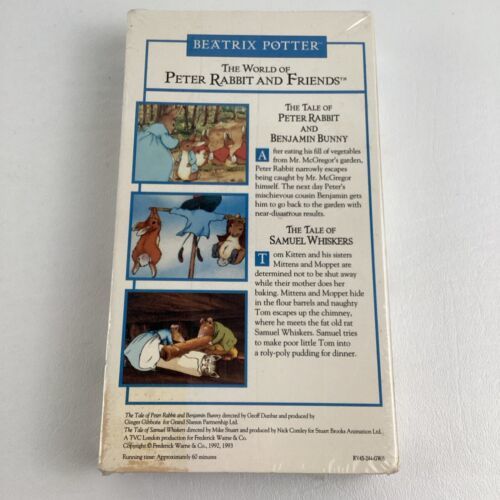 BEATRIX POTTER™
THE WORLD OF
PETER RABBIT AND FRIENDS™
THE TALE OF
PETER RABBIT
AND
BENJAMIN BUNNY
After eating his fill of vegetables
from Mr. McGregor's garden,
Peter Rabbit narrowly escapes
being caught by Mr. McGregor
himself. The next day Peter's
mischievous cousin Benjamin gets
him to go back to the garden with
near-disastrous results.
THE TALE OF
SAMUEL WHISKERS
Tom Kitten and his sisters
Mittens and Moppet are
determined not to be shut away
while their mother does her
baking. Mittens and Moppet hide
in the flour barrels and naughty
Tom escapes up the chimney,
where he meets the fat old rat
Samuel Whiskers. Samuel tries
to make poor little Tom into
a roly-poly pudding for dinner.
The Tale of Peter Rabbit and Benjamin Bunny directed by Geoff Dunbar and produced by
Ginger Gibbons for Grand Slamm Partnership Ltd.
The Tale of Samuel Whiskers directed by Mike Stuart and produced by Nick Comley for Stuart Brooks Animation Ltd.
A TVC London production for Frederick Warne & Co.
Copyright © Frederick Warne & Co., 1992, 1993
Running time: Approximately 60 minutes